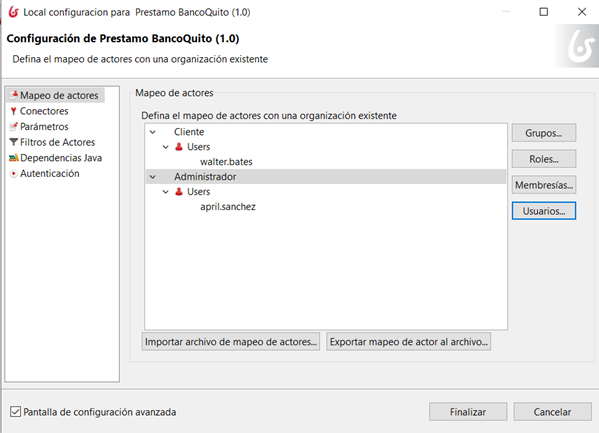 Local configuracion para Prestamo BancoQuito (1.0)
Configuración de Prestamo BancoQuito (1.0)
Defina el mapeo de actores con una organización existente
Mapeo de actores
Conectores
Parámetros
Filtros de Actores
Dependencias Java
Autenticación
Mapeo de actores
Defina el mapeo de actores con una organización existente
Cliente
Users
walter.bates
Administrador
Users
april.sanchez
Grupos...
Roles...
Membresías...
Usuarios...
Importar archivo de mapeo de actores...
Exportar mapeo de actor al archivo...
Pantalla de configuración avanzada
Finalizar
Cancelar